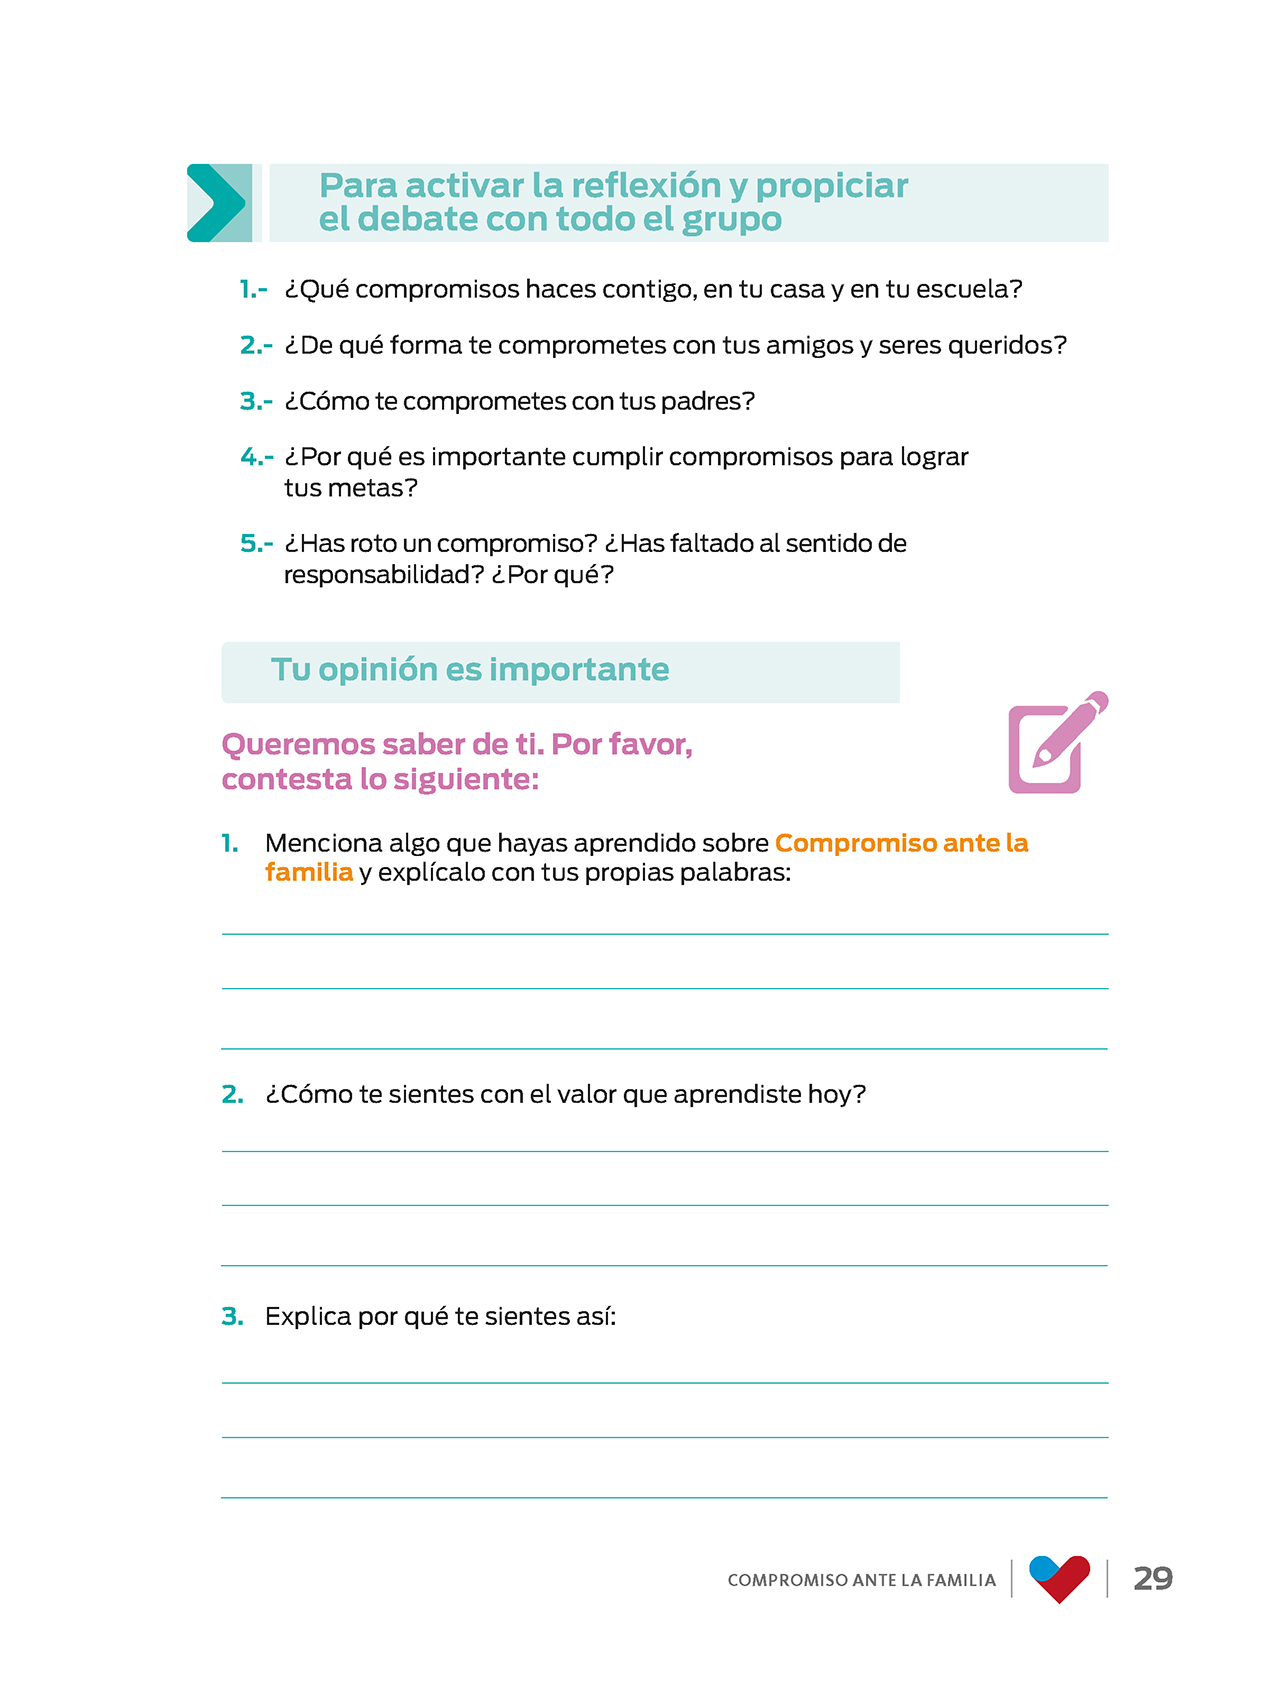 Para activar la reflexión y propiciar
el debate con todo el grupo
1.- ¿Qué compromisos haces contigo, en tu casa y en tu escuela?
2.- ¿De qué forma te comprometes con tus amigos y seres queridos?
3.- ¿Cómo te comprometes con tus padres?
4.- ¿Por qué es importante cumplir compromisos para lograr
tus metas?
5.- ¿Has roto un compromiso? ¿Has faltado al sentido de
responsabilidad? ¿Por qué?
Tu opinión es importante
Queremos saber de ti. Por favor,
contesta lo siguiente:
1. Menciona algo que hayas aprendido sobre Compromiso ante la
familia y explícalo con tus propias palabras:
2. ¿Cómo te sientes con el valor que aprendiste hoy?
3. Explica por qué te sientes así:
COMPROMISO ANTE LA FAMILIA 29